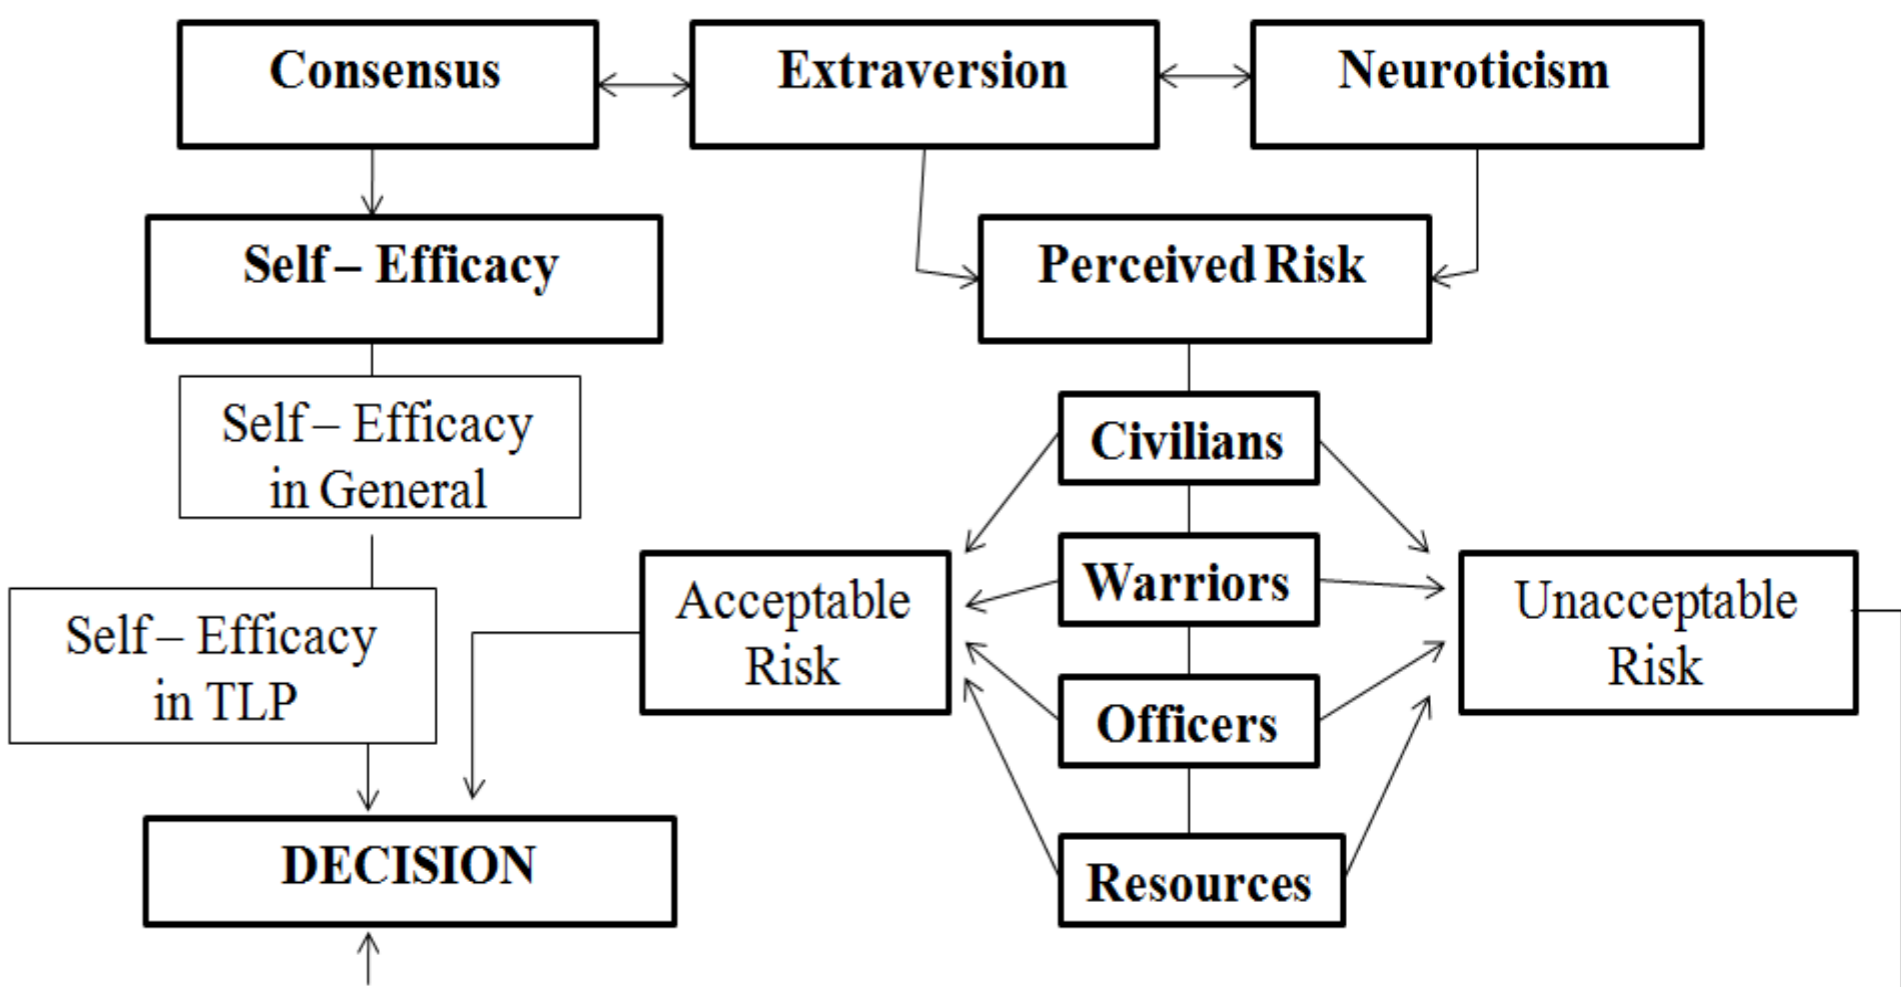 Consensus
Extraversion
Neuroticism
Self – Efficacy
Perceived Risk
Self – Efficacy
in General
Civilians
Warriors
Acceptable
Risk
Unacceptable
Risk
Self – Efficacy
in TLP
Officers
DECISION
Resources